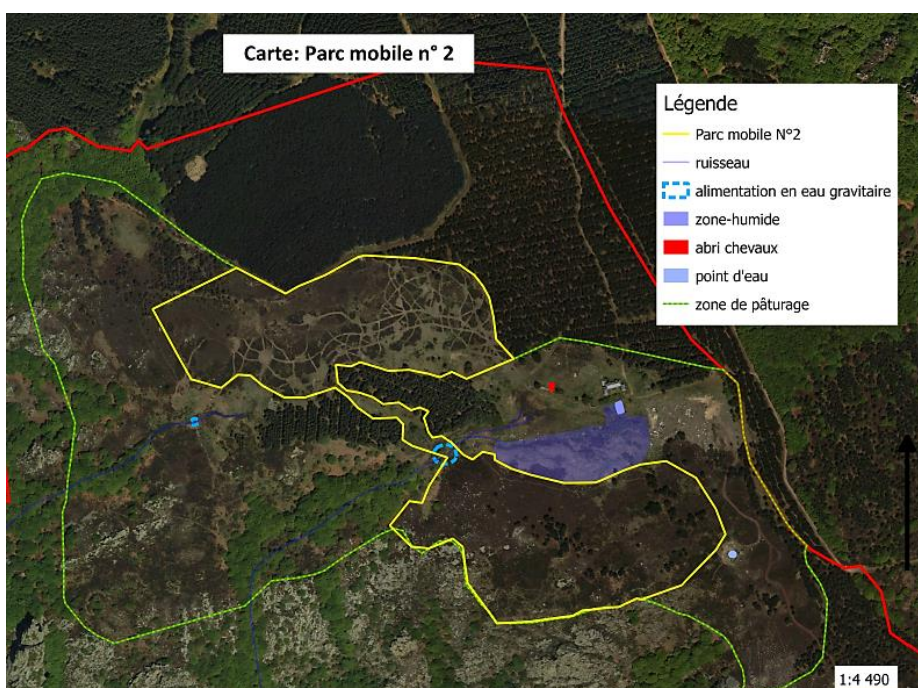 Carte: Parc mobile n° 2
Légende
Parc mobile N°2
ruisseau
alimentation en eau gravitaire
zone-humide
abri chevaux
point d'eau
zone de pâturage
1:4 490